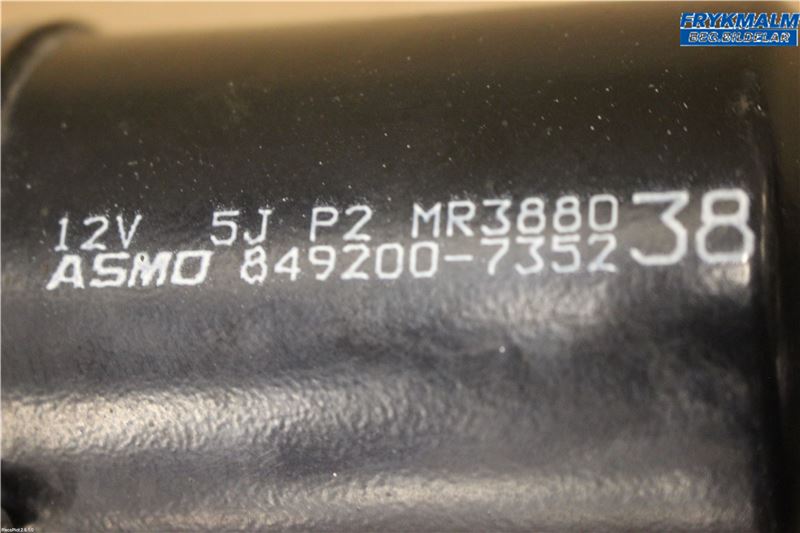 FRYKMALM
BEG.BILDELAR
12V 5J P2 MR388038
ASMO 849200-7352